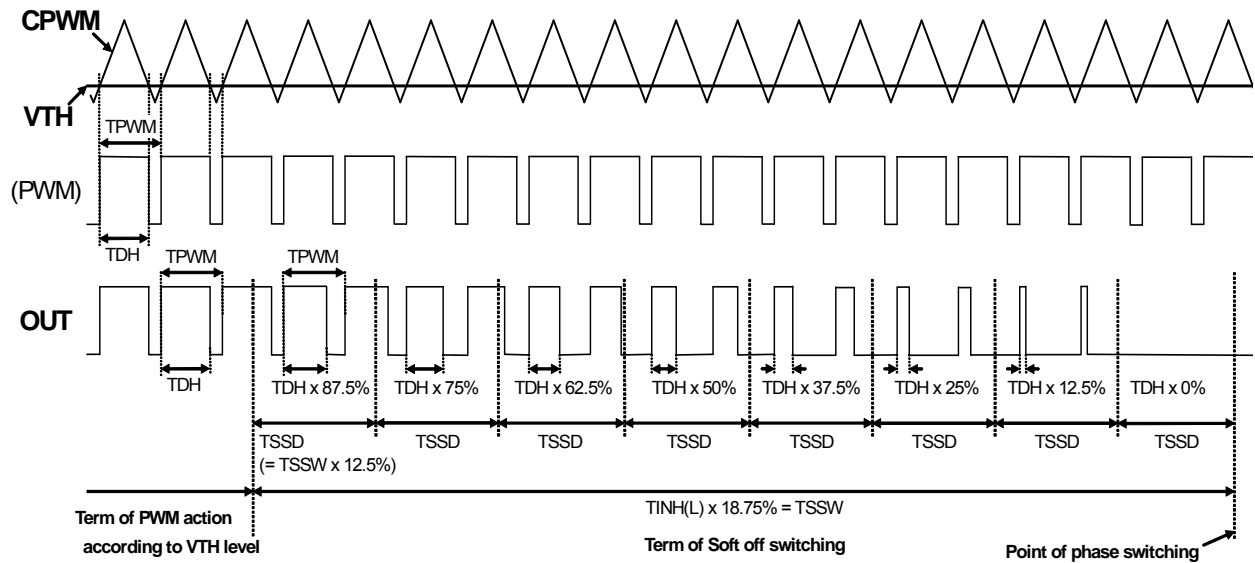 CPWM
VTH
TPWM
(PWM)
TDH
TPWM
TPWM
OUT
TDH
TDH x 87.5%
TDH x 75%
TDH x 62.5%
TDH x 50%
TDH x 37.5%
TDH x 25%
TDH x 12.5%
TDH x 0%
TSSD
TSSD
TSSD
TSSD
TSSD
TSSD
TSSD
TSSD
(= TSSW x 12.5%)
TINH(L) x 18.75% = TSSW
Term of PWM action
according to VTH level
Term of Soft off switching
Point of phase switching